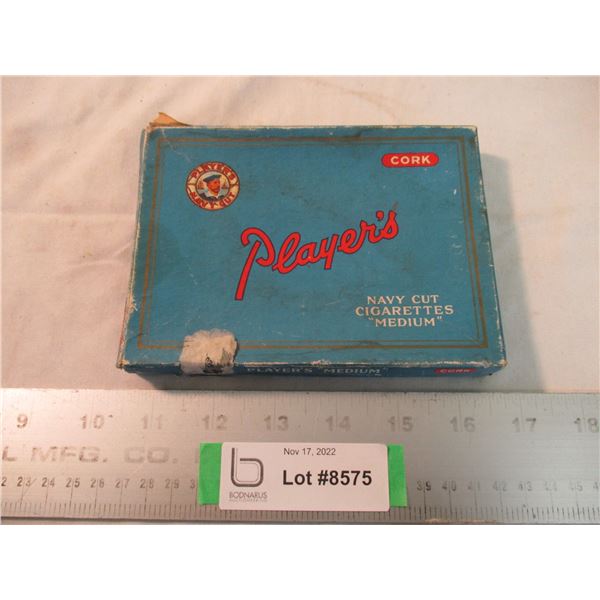 PLAYER'S
NAVY CUT
CORK
Player's
NAVY CUT
CIGARETTES
"MEDIUM"
PLAYER'S "MEDIUM"
CORK
9 10 11 12 13 14 15 16 17 18
L MFG. CO.
Nov 17, 2022
Lot #8575
b
BODNARUS